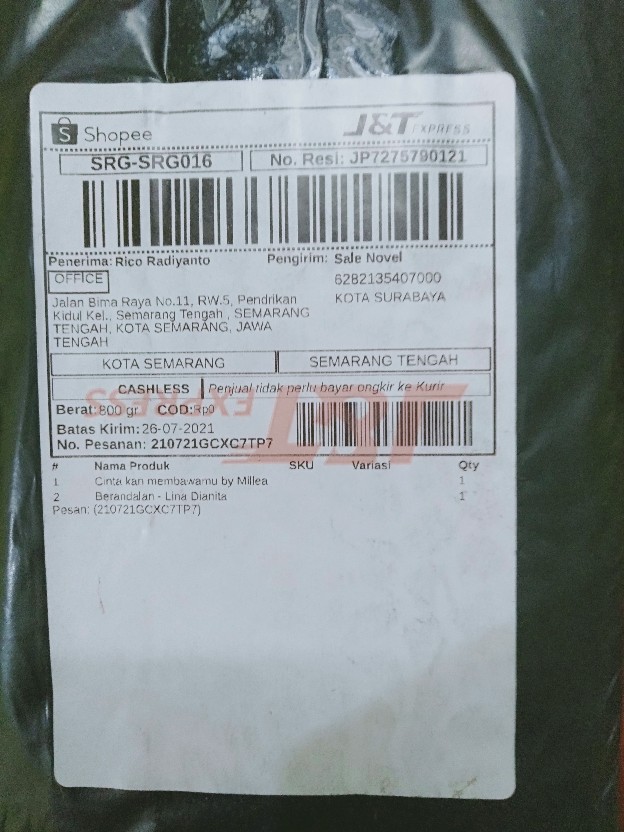 Shopee
J&T EXPRESS
SRG-SRG016
No. Resi: JP7275790121
Penerima: Rico Radiyanto
Pengirim: Sale Novel
OFFICE
6282135407000
Jalan Bima Raya No.11, RW.5, Pendrikan
KOTA SURABAYA
Kidul Kel., Semarang Tengah , SEMARANG
TENGAH, KOTA SEMARANG, JAWA
TENGAH
KOTA SEMARANG
SEMARANG TENGAH
CASHLESS
Penjual tidak perlu bayar ongkir ke Kurir
J&T EXPRESS
Berat: 800 gr COD: Rp0
Batas Kirim: 26-07-2021
No. Pesanan: 210721GCXC7TP7
# Nama Produk SKU Variasi Qty
1 Cinta kan membawamu by Millea 1
2 Berandalan - Lina Dianita 1
Pesan: (210721GCXC7TP7)